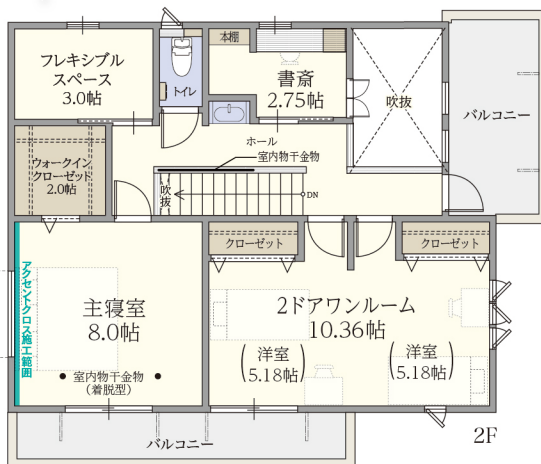 フレキシブル
スペース
3.0帖
トイレ
本棚
書斎
2.75帖
吹抜
バルコニー
ウォークイン
クローゼット
2.0帖
ホール
室内物干金物
吹抜
DN
クローゼット
クローゼット
アクセントクロス施工範囲
主寝室
8.0帖
室内物干金物
(着脱型)
2ドアワンルーム
10.36帖
(洋室
5.18帖)
(洋室
5.18帖)
バルコニー
2F